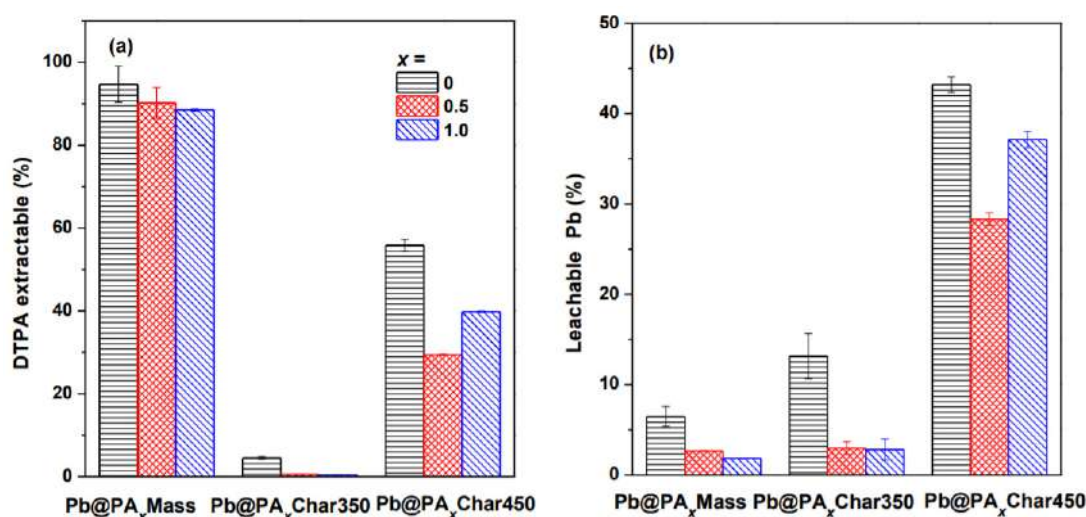 (a)
x =
0
0.5
1.0
DTPA extractable (%)
100
80
60
40
20
0
Pb@PAxMass Pb@PAxChar350 Pb@PAxChar450
(b)
Leachable Pb (%)
50
40
30
20
10
0
Pb@PAxMass Pb@PAxChar350 Pb@PAxChar450